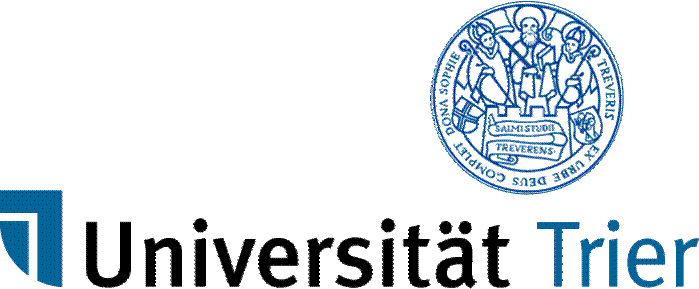 TREVERIS EX URBE DEUS COMPLET DONA SOPHIE
SALMI STUDII
TREVERENS·
Universität Trier